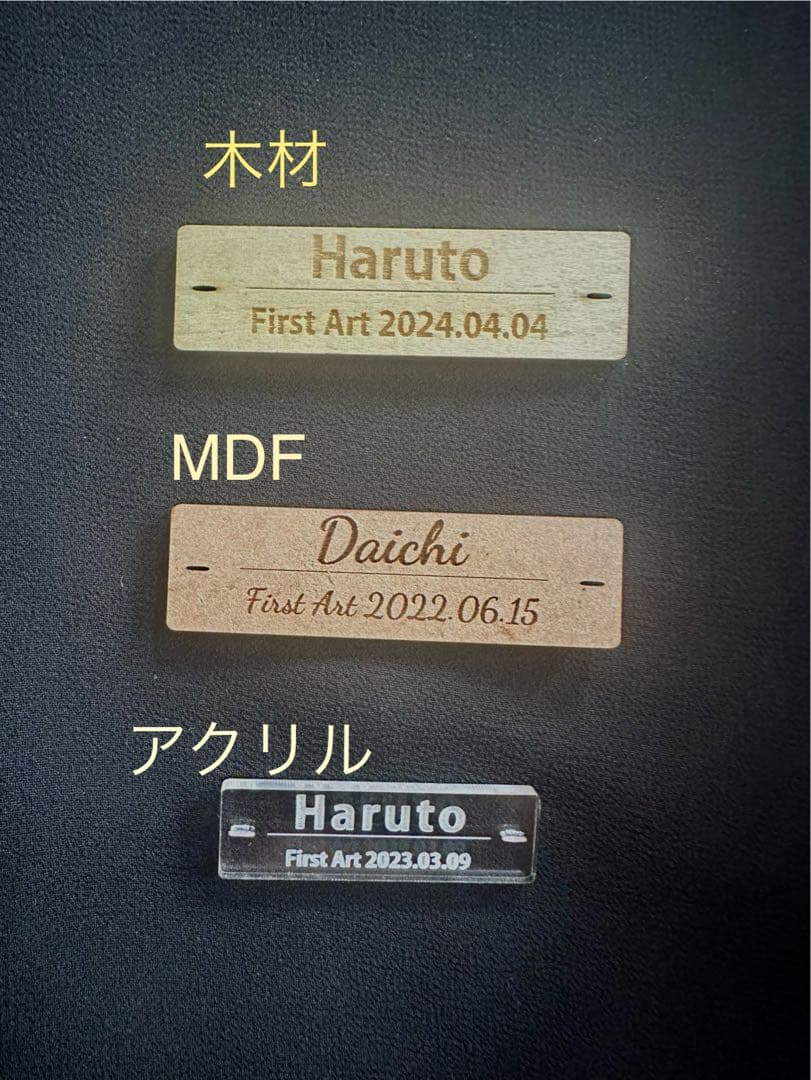 木材
Haruto
First Art 2024.04.04
MDF
Daichi
First Art 2022.06.15
アクリル
Haruto
First Art 2023.03.09